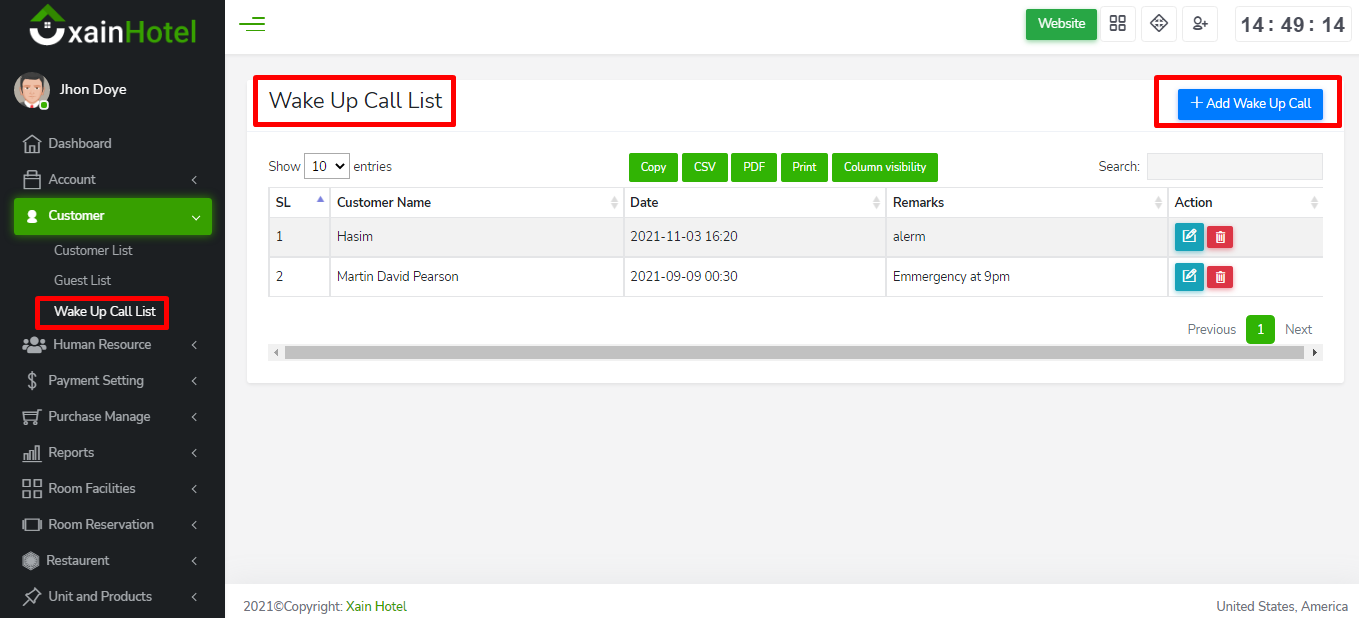 xainHotel
Website
14 : 49 : 14
Jhon Doye
Wake Up Call List
+ Add Wake Up Call
Dashboard
Account
Customer
Customer List
Guest List
Wake Up Call List
Human Resource
Payment Setting
Purchase Manage
Reports
Room Facilities
Room Reservation
Restaurent
Unit and Products
Show 10 entries
Copy CSV PDF Print Column visibility
Search:
SL Customer Name Date Remarks Action
1 Hasim 2021-11-03 16:20 alerm
2 Martin David Pearson 2021-09-09 00:30 Emmergency at 9pm
Previous 1 Next
2021©Copyright: Xain Hotel
United States, America